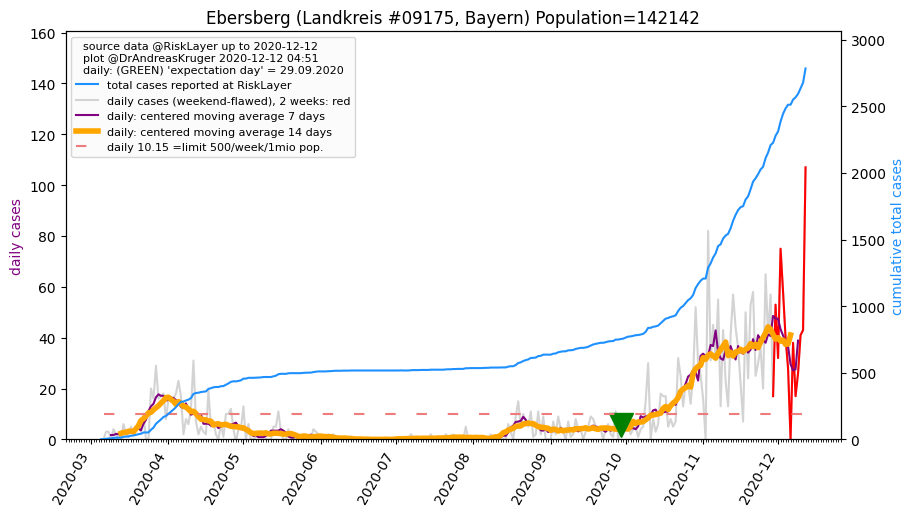 Ebersberg (Landkreis #09175, Bayern) Population=142142
source data @RiskLayer up to 2020-12-12
plot @DrAndreasKruger 2020-12-12 04:51
daily: (GREEN) 'expectation day' = 29.09.2020
total cases reported at RiskLayer
daily cases (weekend-flawed), 2 weeks: red
daily: centered moving average 7 days
daily: centered moving average 14 days
daily 10.15 =limit 500/week/1mio pop.
daily cases
160
140
120
100
80
60
40
20
0
cumulative total cases
3000
2500
2000
1500
1000
500
0
2020-03
2020-04
2020-05
2020-06
2020-07
2020-08
2020-09
2020-10
2020-11
2020-12